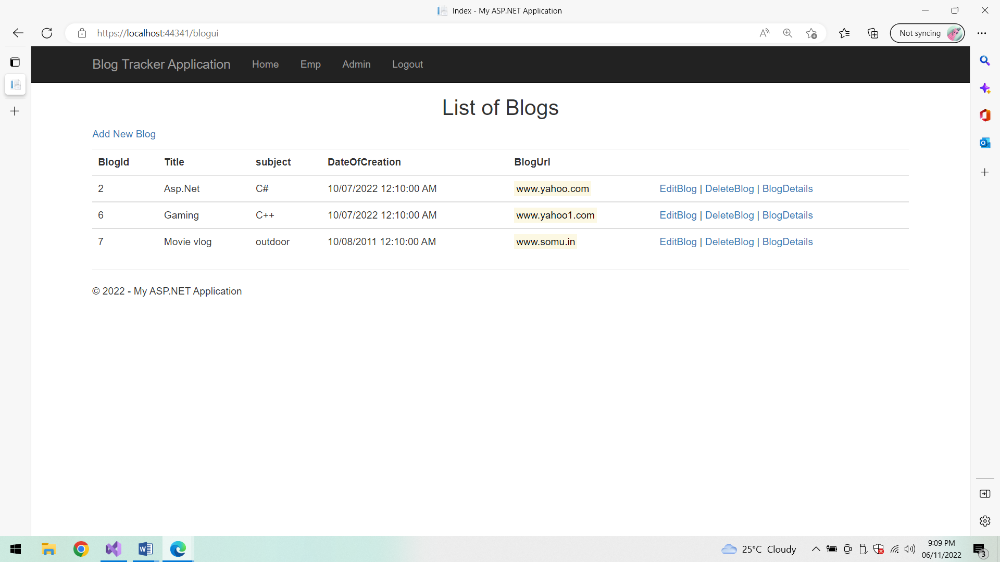 Index - My ASP.NET Application
https://localhost:44341/blogui
Not syncing
Blog Tracker Application Home Emp Admin Logout
List of Blogs
Add New Blog
BlogId Title subject DateOfCreation BlogUrl
2 Asp.Net C# 10/07/2022 12:10:00 AM www.yahoo.com EditBlog | DeleteBlog | BlogDetails
6 Gaming C++ 10/07/2022 12:10:00 AM www.yahoo1.com EditBlog | DeleteBlog | BlogDetails
7 Movie vlog outdoor 10/08/2011 12:10:00 AM www.somu.in EditBlog | DeleteBlog | BlogDetails
© 2022 - My ASP.NET Application
25°C Cloudy
9:09 PM
06/11/2022
3